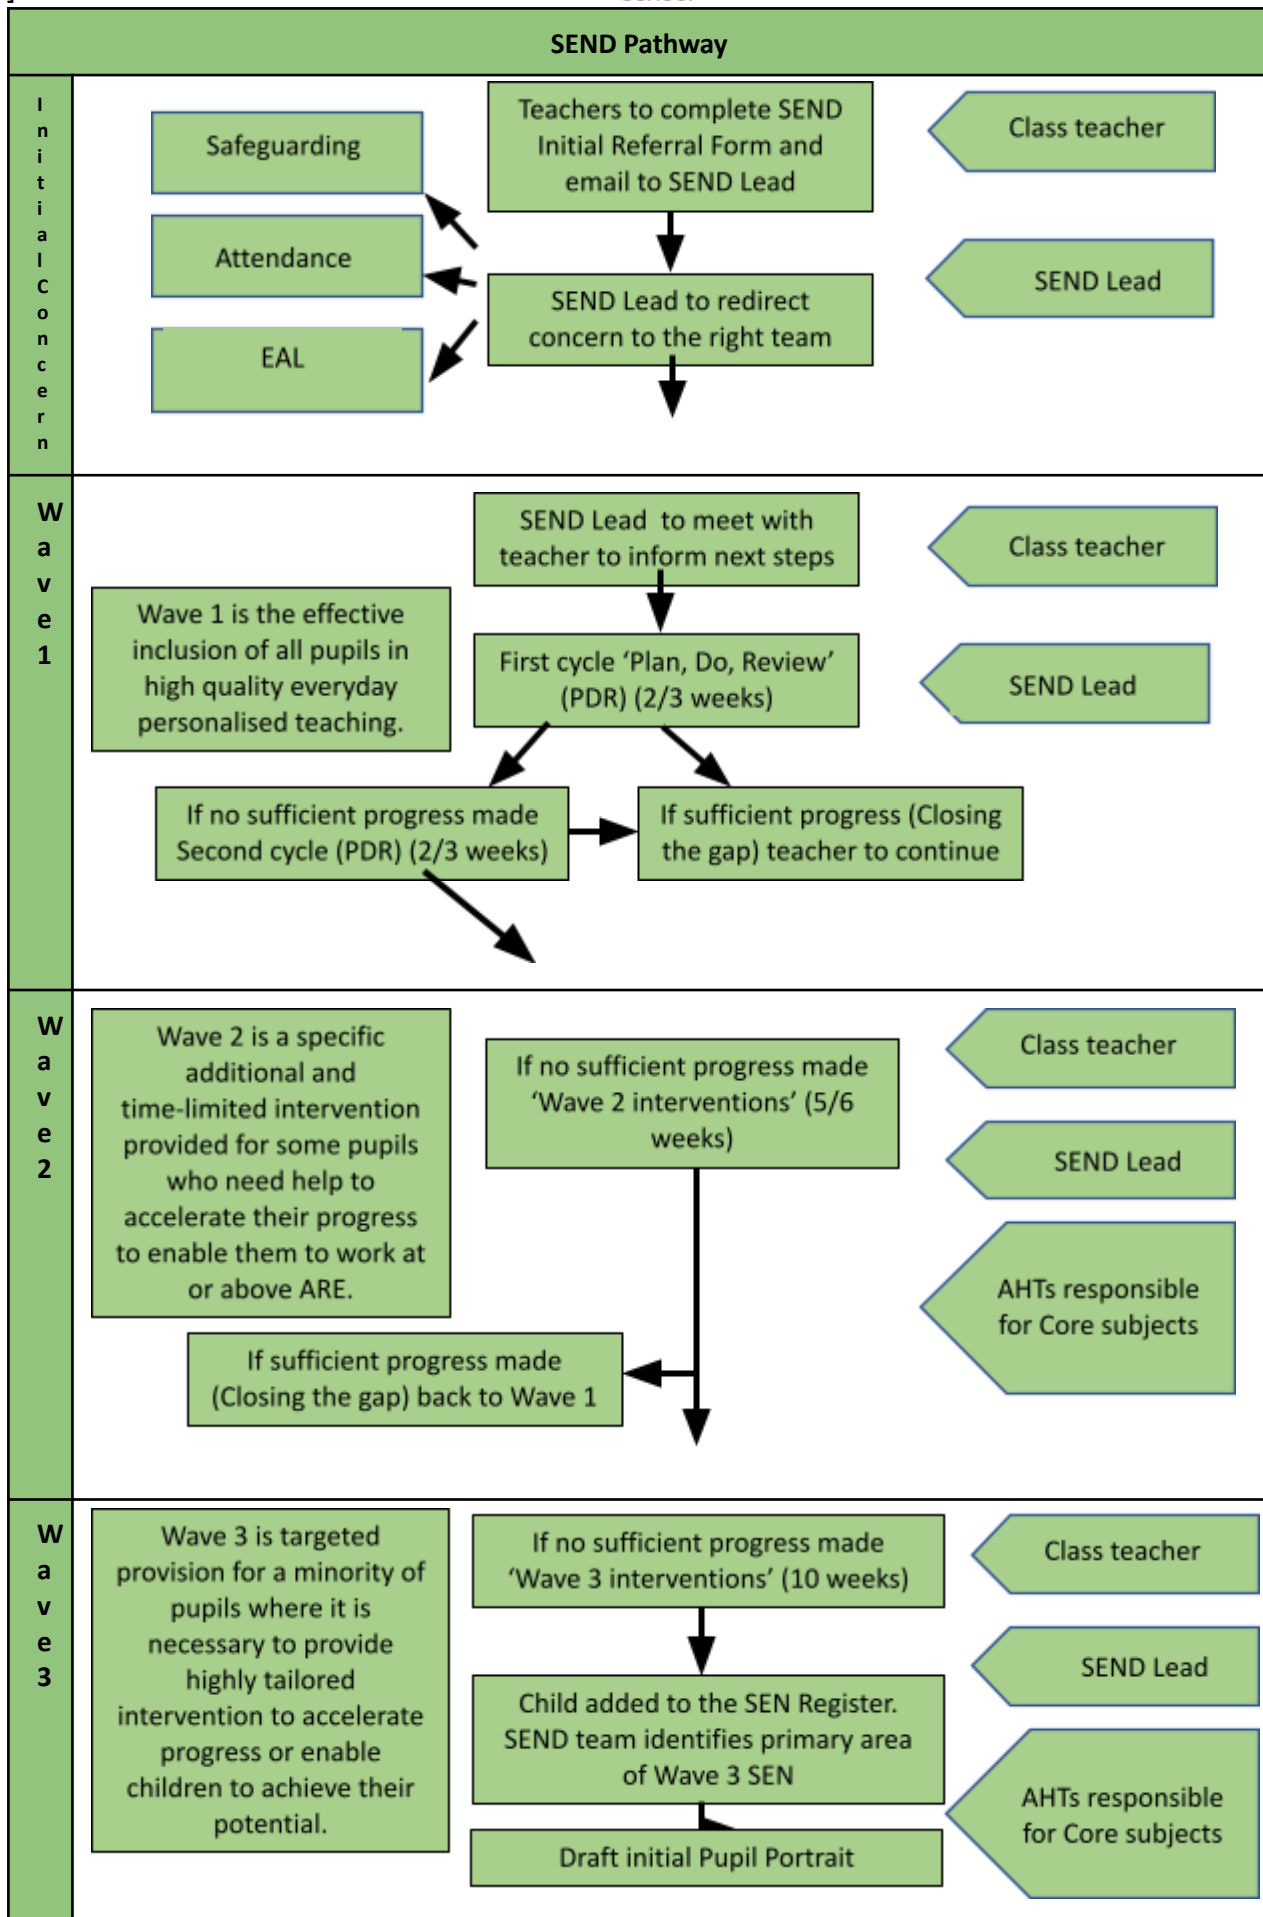 SEND Pathway
Initial Concern
Teachers to complete SEND
Initial Referral Form and
email to SEND Lead
Class teacher
Safeguarding
Attendance
EAL
SEND Lead to redirect
concern to the right team
SEND Lead
Wave 1
SEND Lead to meet with
teacher to inform next steps
Class teacher
Wave 1 is the effective
inclusion of all pupils in
high quality everyday
personalised teaching.
First cycle ‘Plan, Do, Review’
(PDR) (2/3 weeks)
SEND Lead
If no sufficient progress made
Second cycle (PDR) (2/3 weeks)
If sufficient progress (Closing
the gap) teacher to continue
Wave 2
Wave 2 is a specific
additional and
time-limited intervention
provided for some pupils
who need help to
accelerate their progress
to enable them to work at
or above ARE.
If no sufficient progress made
‘Wave 2 interventions’ (5/6
weeks)
Class teacher
SEND Lead
AHTs responsible
for Core subjects
If sufficient progress made
(Closing the gap) back to Wave 1
Wave 3
Wave 3 is targeted
provision for a minority of
pupils where it is
necessary to provide
highly tailored
intervention to accelerate
progress or enable
children to achieve their
potential.
If no sufficient progress made
‘Wave 3 interventions’ (10 weeks)
Class teacher
Child added to the SEN Register.
SEND team identifies primary area
of Wave 3 SEN
SEND Lead
Draft initial Pupil Portrait
AHTs responsible
for Core subjects